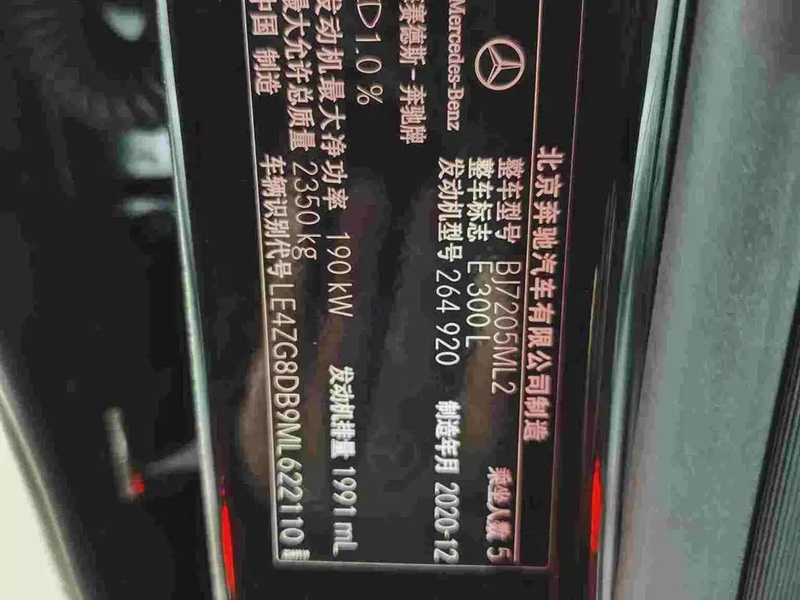 北京奔驰汽车有限公司制造
Mercedes-Benz
整车型号 BJ7205ML2 乘坐人数 5
整车标志 E 300 L
赛德斯-奔驰牌 发动机型号 264 920 制造年月 2020-12
1.0 %
发动机最大净功率 190 kW 发动机排量 1991 mL
最大允许总质量 2350 kg
中国 制造 车辆识别代号 LE4ZG8DB9ML622110